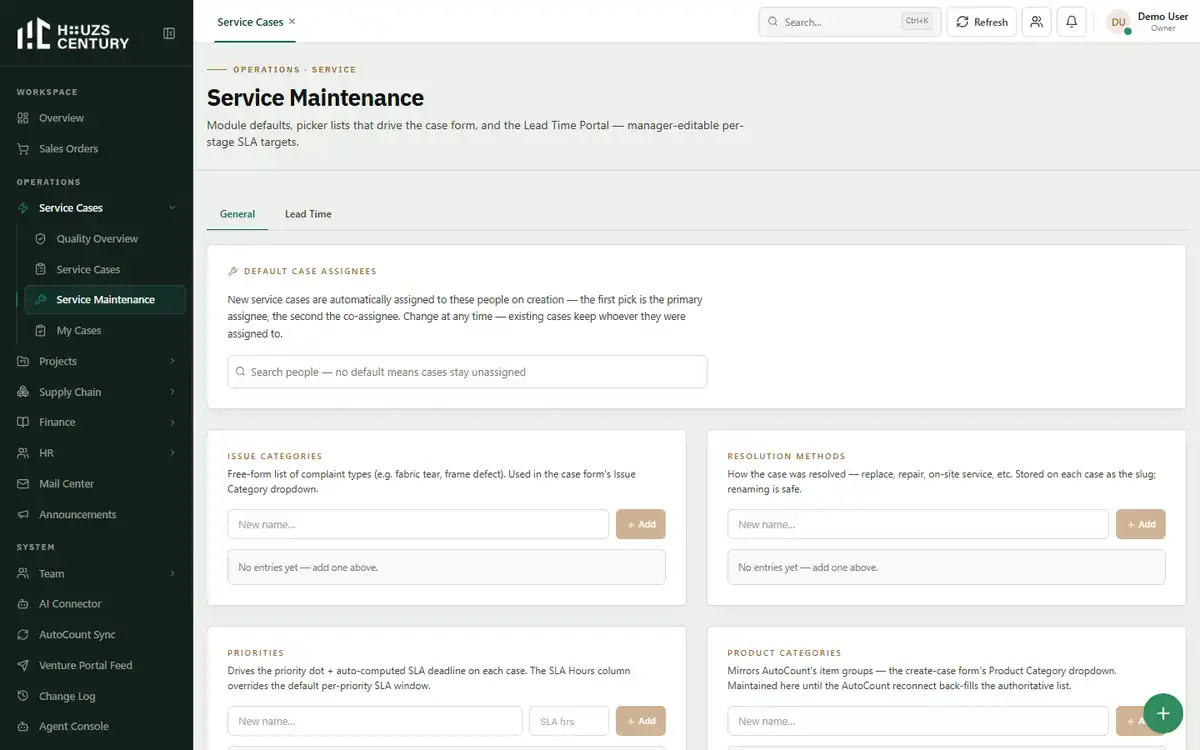 HOUZS
CENTURY
WORKSPACE
Overview
Sales Orders
OPERATIONS
Service Cases
Quality Overview
Service Cases
Service Maintenance
My Cases
Projects
Supply Chain
Finance
HR
Mail Center
Announcements
SYSTEM
Team
AI Connector
AutoCount Sync
Venture Portal Feed
Change Log
Agent Console
Service Cases ×
Search...
Ctrl+K
Refresh
DU
Demo User
Owner
OPERATIONS · SERVICE
Service Maintenance
Module defaults, picker lists that drive the case form, and the Lead Time Portal — manager-editable per-
stage SLA targets.
General
Lead Time
DEFAULT CASE ASSIGNEES
New service cases are automatically assigned to these people on creation — the first pick is the primary
assignee, the second the co-assignee. Change at any time — existing cases keep whoever they were
assigned to.
Search people — no default means cases stay unassigned
ISSUE CATEGORIES
Free-form list of complaint types (e.g. fabric tear, frame defect). Used in the case form's Issue
Category dropdown.
New name...
+ Add
No entries yet — add one above.
RESOLUTION METHODS
How the case was resolved — replace, repair, on-site service, etc. Stored on each case as the slug;
renaming is safe.
New name...
+ Add
No entries yet — add one above.
PRIORITIES
Drives the priority dot + auto-computed SLA deadline on each case. The SLA Hours column
overrides the default per-priority SLA window.
New name...
SLA hrs
+ Add
PRODUCT CATEGORIES
Mirrors AutoCount's item groups — the create-case form's Product Category dropdown.
Maintained here until the AutoCount reconnect back-fills the authoritative list.
New name...
+ A
+